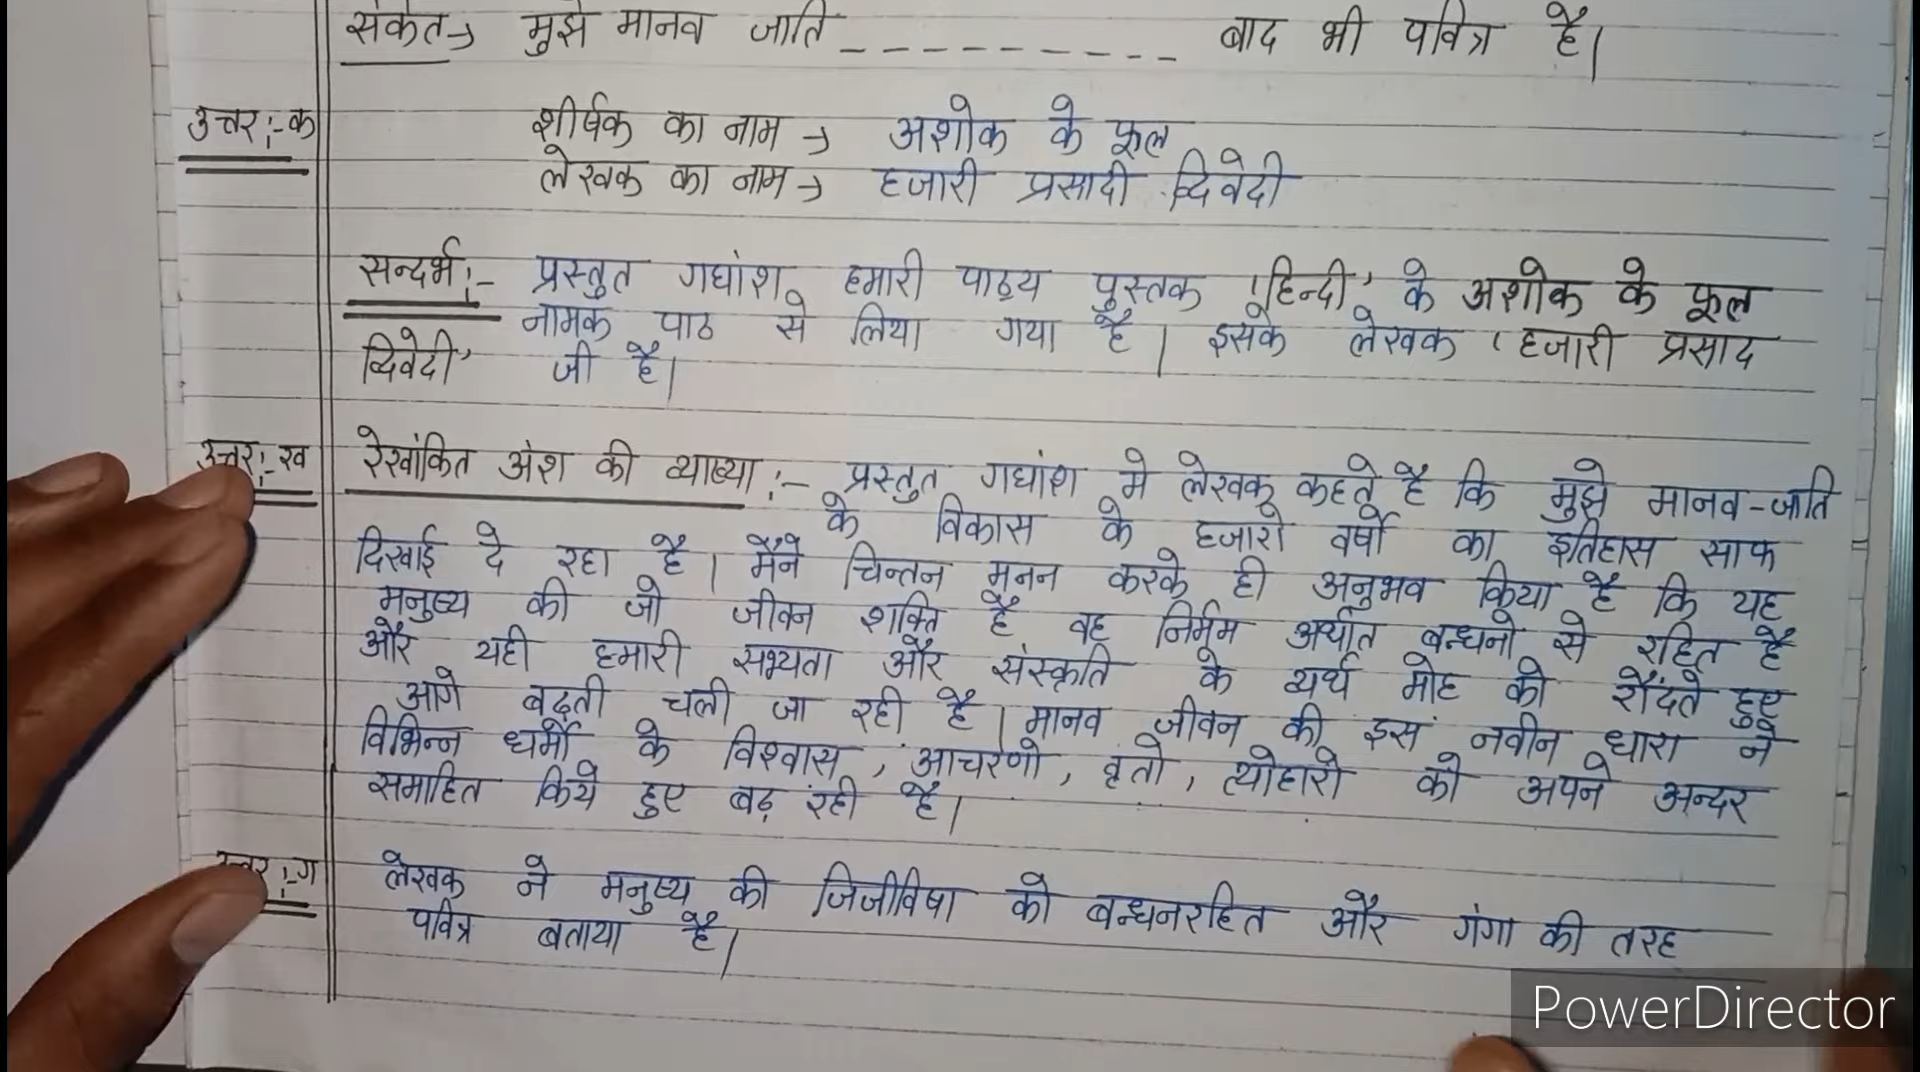 संकेत→ मुझे मानव जाति ---------- बाद भी पवित्र है।
उत्तर:-क शीर्षक का नाम → अशोक के फूल
लेखक का नाम → हजारी प्रसादी द्विवेदी
सन्दर्भ:- प्रस्तुत गद्यांश हमारी पाठ्य पुस्तक 'हिन्दी' के अशोक के फूल
नामक पाठ से लिया गया है। इसके लेखक 'हजारी प्रसाद
द्विवेदी' जी है।
उत्तर:-ख रेखांकित अंश की व्याख्या:- प्रस्तुत गद्यांश मे लेखक कहते है कि मुझे मानव-जाति
के विकास के हजारो वर्षो का इतिहास साफ
दिखाई दे रहा है। मैने चिन्तन मनन करके ही अनुभव किया है कि यह
मनुष्य की जो जीवन शक्ति है वह निर्मम अर्थात बन्धनो से रहित है
और यही हमारी सभ्यता और संस्कृति के व्यर्थ मोह को रौंदते हुए
आगे बढ़ती चली जा रही है। मानव जीवन की इस नवीन धारा ने
विभिन्न धर्मो के विश्वास, आचरणो, वृतो, त्योहारो को अपने अन्दर
समाहित किये हुए बढ़ रही है।
उत्तर:-ग लेखक ने मनुष्य की जिजीविषा को बन्धनरहित और गंगा की तरह
पवित्र बताया है।
PowerDirector